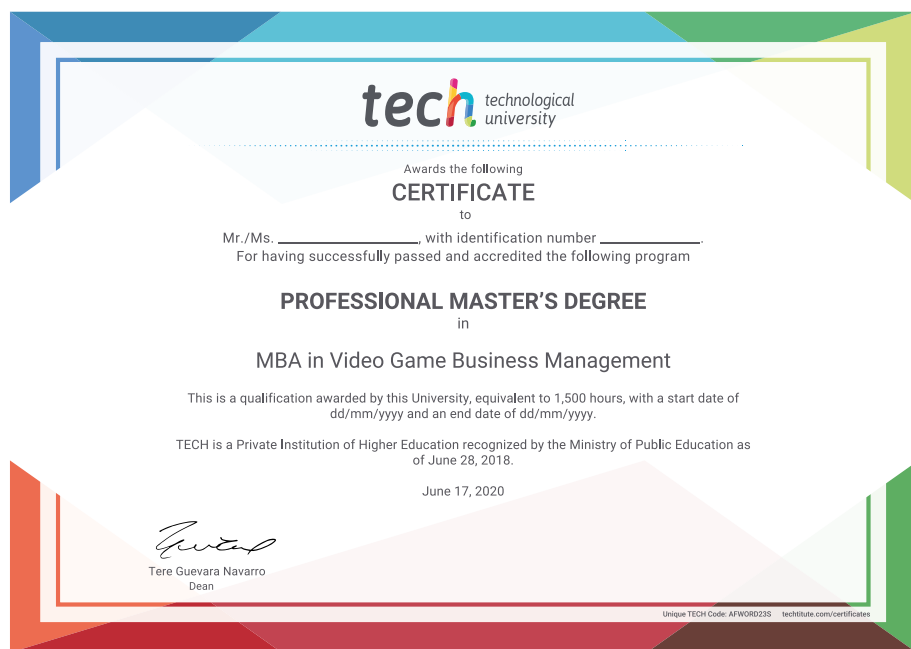 tech technological
university
Awards the following
CERTIFICATE
to
Mr./Ms. ____________________, with identification number ______________.
For having successfully passed and accredited the following program
PROFESSIONAL MASTER'S DEGREE
in
MBA in Video Game Business Management
This is a qualification awarded by this University, equivalent to 1,500 hours, with a start date of
dd/mm/yyyy and an end date of dd/mm/yyyy.
TECH is a Private Institution of Higher Education recognized by the Ministry of Public Education as
of June 28, 2018.
June 17, 2020
Tere Guevara Navarro
Dean
Unique TECH Code: AFWORD23S techtitute.com/certificates